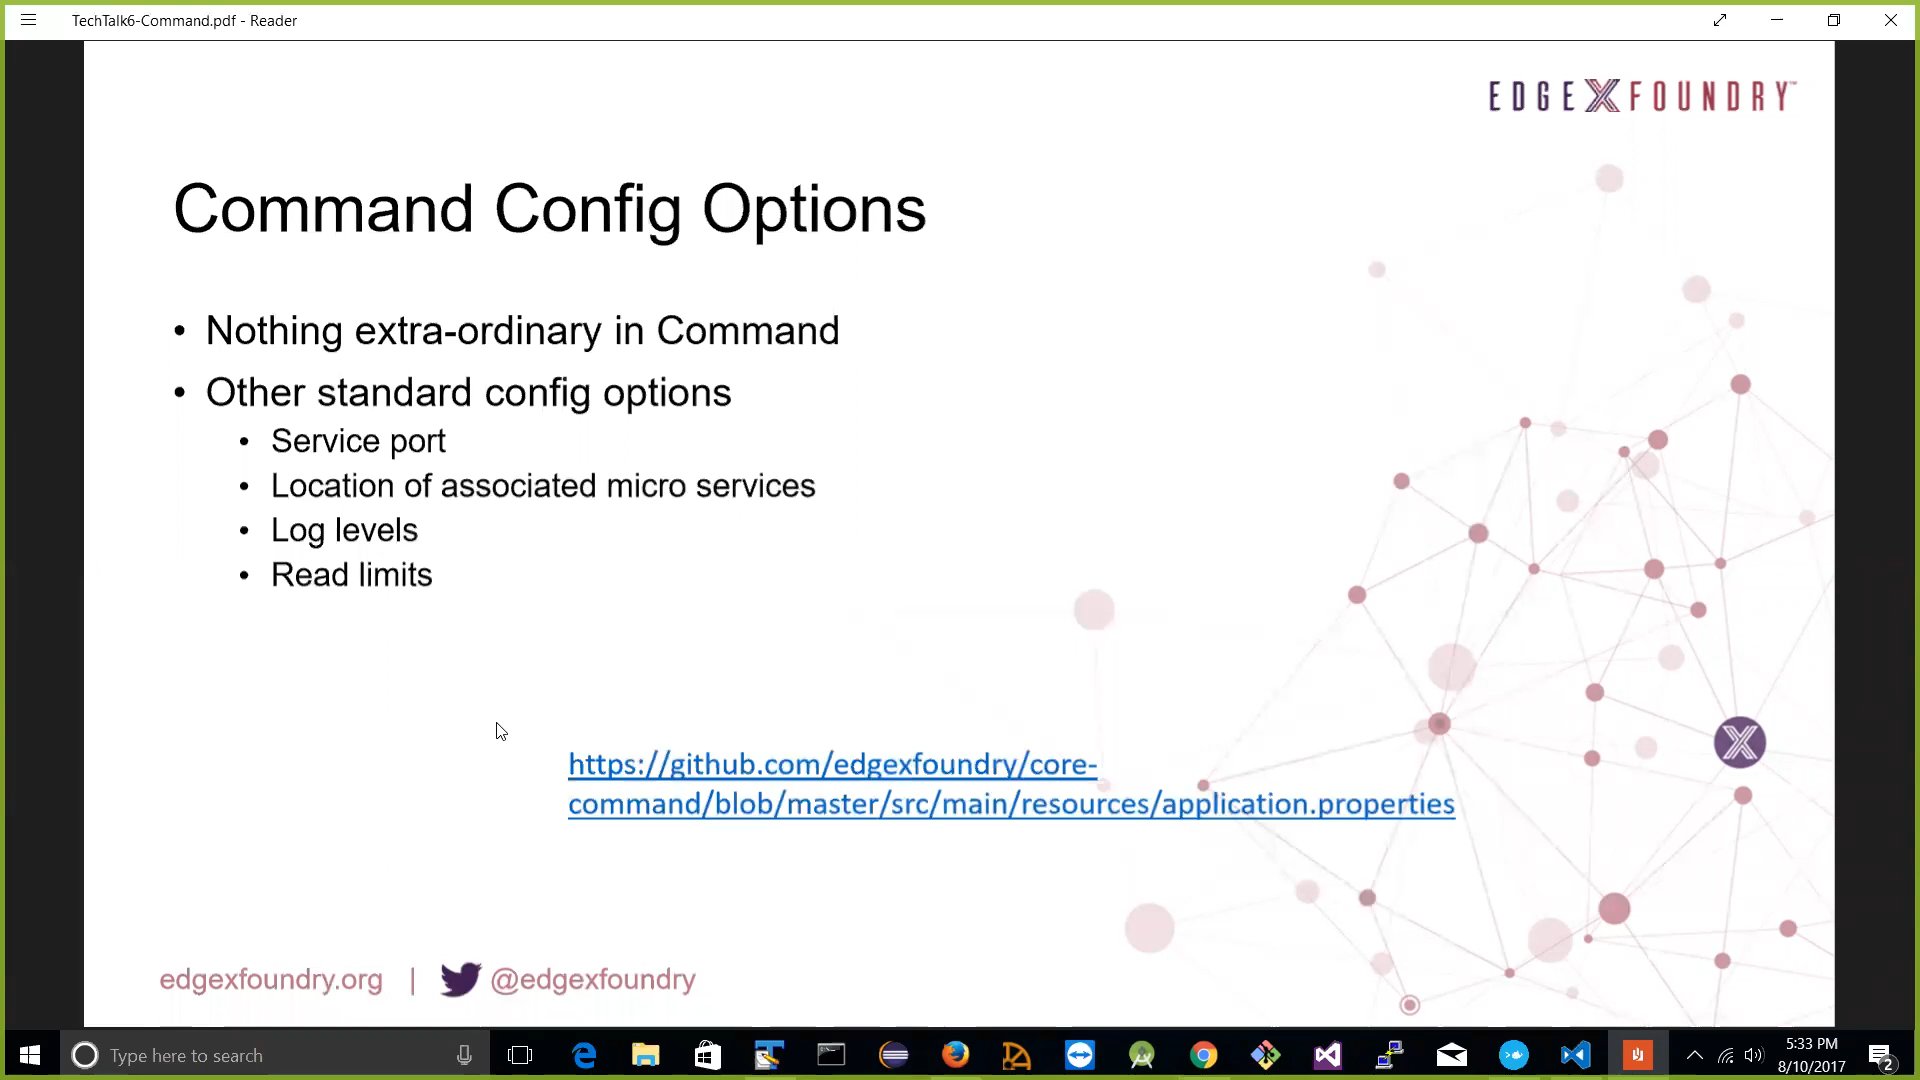 TechTalk6-Command.pdf - Reader
EDGEXFOUNDRY™
Command Config Options
• Nothing extra-ordinary in Command
• Other standard config options
• Service port
• Location of associated micro services
• Log levels
• Read limits
https://github.com/edgexfoundry/core-
command/blob/master/src/main/resources/application.properties
edgexfoundry.org | @edgexfoundry
Type here to search
5:33 PM
8/10/2017
2